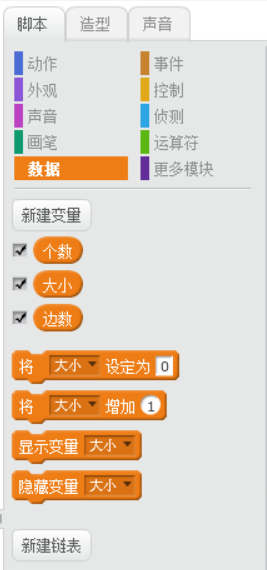 脚本 造型 声音
动作 事件
外观 控制
声音 侦测
画笔 运算符
数据 更多模块
新建变量
个数
大小
边数
将 大小 设定为 0
将 大小 增加 1
显示变量 大小
隐藏变量 大小
新建链表